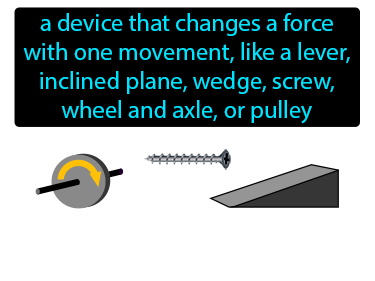 a device that changes a force
with one movement, like a lever,
inclined plane, wedge, screw,
wheel and axle, or pulley